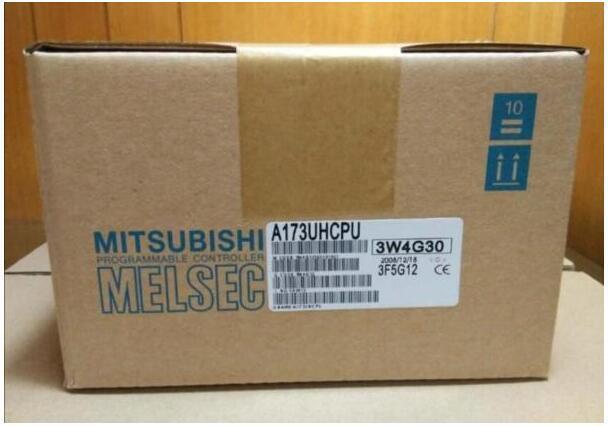 10
MITSUBISHI
PROGRAMMABLE CONTROLLER
MELSEC
A173UHCPU
3W4G30
2008/12/18
3F5G12 CE